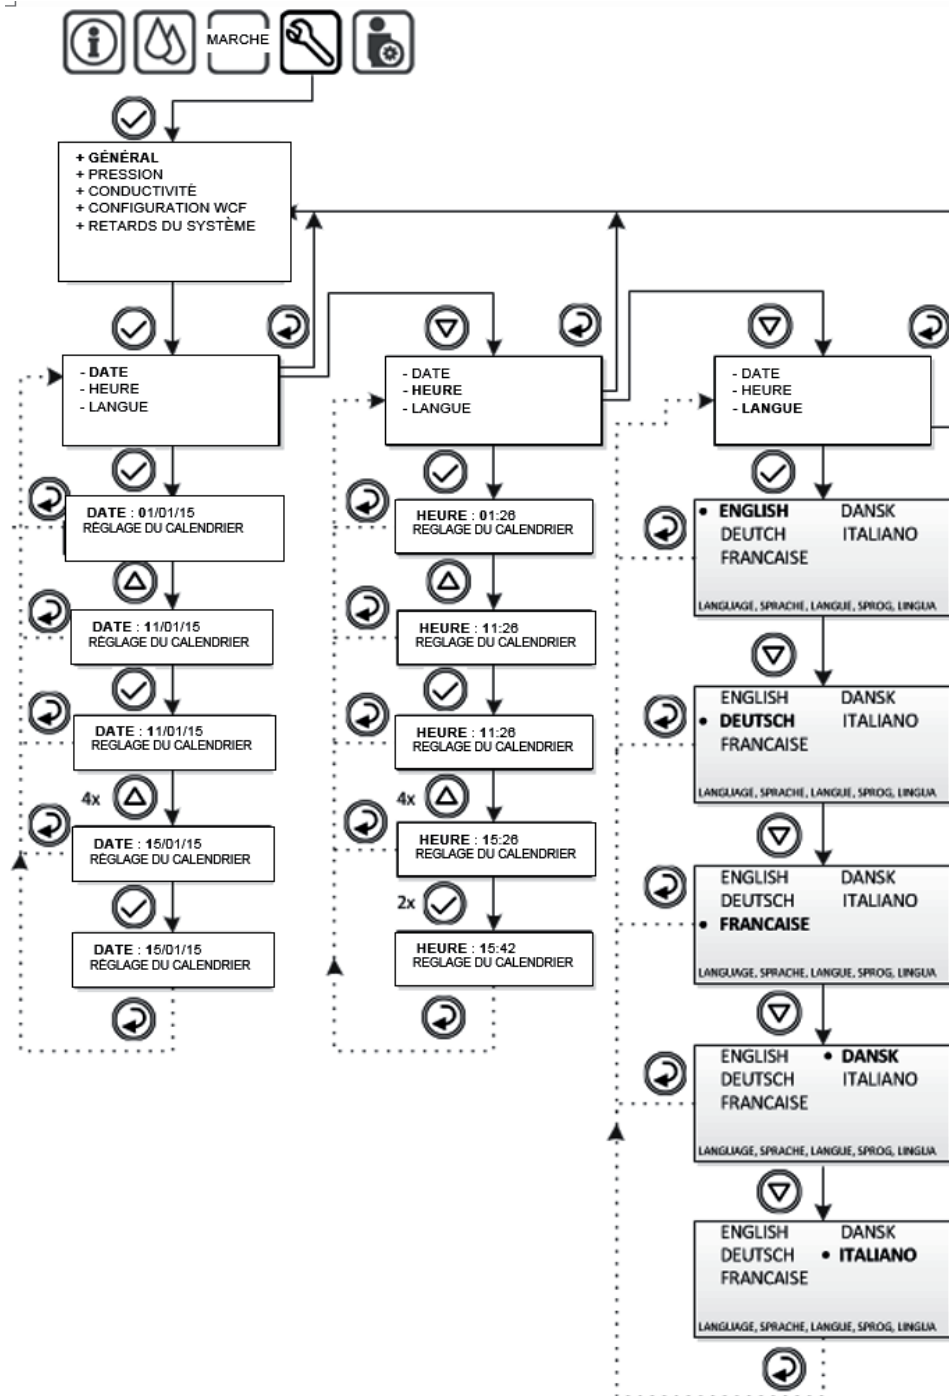 MARCHE
+ GÉNÉRAL
+ PRESSION
+ CONDUCTIVITÉ
+ CONFIGURATION WCF
+ RETARDS DU SYSTÈME
- DATE
- HEURE
- LANGUE
DATE : 01/01/15
RÉGLAGE DU CALENDRIER
DATE : 11/01/15
RÉGLAGE DU CALENDRIER
DATE : 11/01/15
REGLAGE DU CALENDRIER
4x
DATE : 15/01/15
RÉGLAGE DU CALENDRIER
DATE : 15/01/15
RÉGLAGE DU CALENDRIER
- DATE
- HEURE
- LANGUE
HEURE : 01:26
REGLAGE DU CALENDRIER
HEURE : 11:26
REGLAGE DU CALENDRIER
HEURE : 11:26
REGLAGE DU CALENDRIER
4x
HEURE : 15:26
REGLAGE DU CALENDRIER
2x
HEURE : 15:42
REGLAGE DU CALENDRIER
- DATE
- HEURE
- LANGUE
• ENGLISH DANSK
DEUTCH ITALIANO
FRANCAISE
LANGUAGE, SPRACHE, LANGUE, SPROG, LINGUA
ENGLISH DANSK
• DEUTSCH ITALIANO
FRANCAISE
LANGUAGE, SPRACHE, LANGUE, SPROG, LINGUA
ENGLISH DANSK
DEUTSCH ITALIANO
• FRANCAISE
LANGUAGE, SPRACHE, LANGUE, SPROG, LINGUA
ENGLISH • DANSK
DEUTSCH ITALIANO
FRANCAISE
LANGUAGE, SPRACHE, LANGUE, SPROG, LINGUA
ENGLISH DANSK
DEUTSCH • ITALIANO
FRANCAISE
LANGUAGE, SPRACHE, LANGUE, SPROG, LINGUA